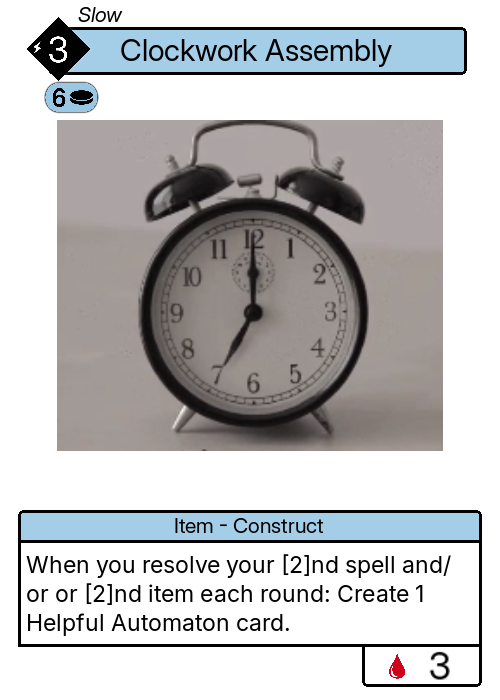 Slow
3
Clockwork Assembly
6
12
11
1
10
2
9
3
8
4
7
5
6
Item - Construct
When you resolve your [2]nd spell and/
or or [2]nd item each round: Create 1
Helpful Automaton card.
3